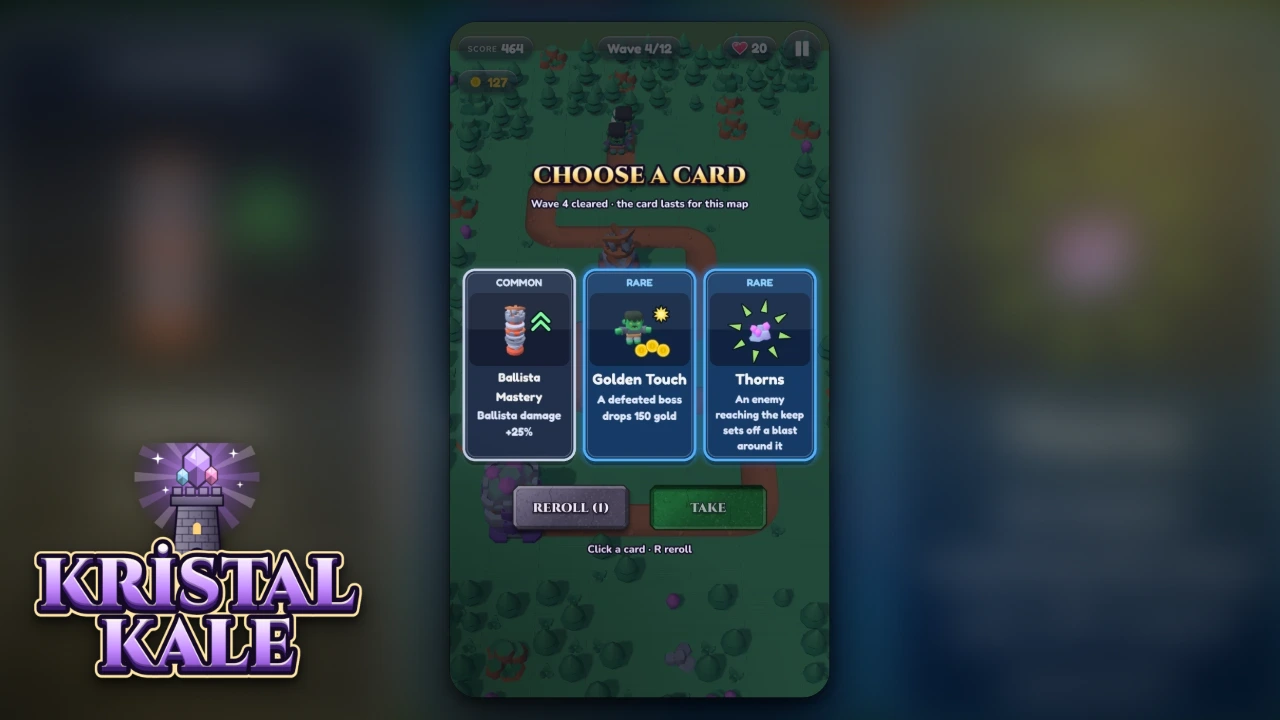 SCORE 464
Wave 4/12
20
127
CHOOSE A CARD
Wave 4 cleared · the card lasts for this map
COMMON
Ballista
Mastery
Ballista damage
+25%
RARE
Golden Touch
A defeated boss
drops 150 gold
RARE
Thorns
An enemy
reaching the keep
sets off a blast
around it
REROLL (1)
TAKE
Click a card · R reroll
KRİSTAL
KALE